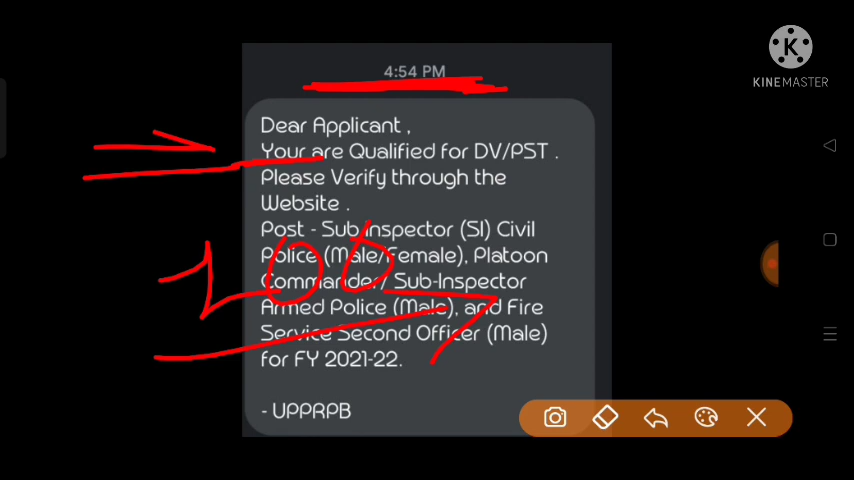 4:54 PM
K
KINEMASTER
Dear Applicant ,
Your are Qualified for DV/PST .
Please Verify through the
Website .
Post - Sub Inspector (SI) Civil
Police (Male/Female), Platoon
Commander/ Sub-Inspector
Armed Police (Male), and Fire
Service Second Officer (Male)
for FY 2021-22.
- UPPRPB